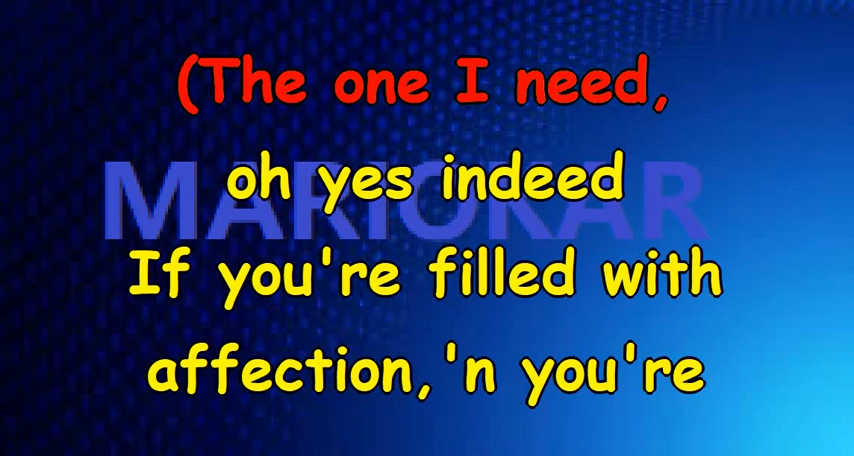 (The one I need,
MARIOKAR
oh yes indeed
If you're filled with
affection,'n you're